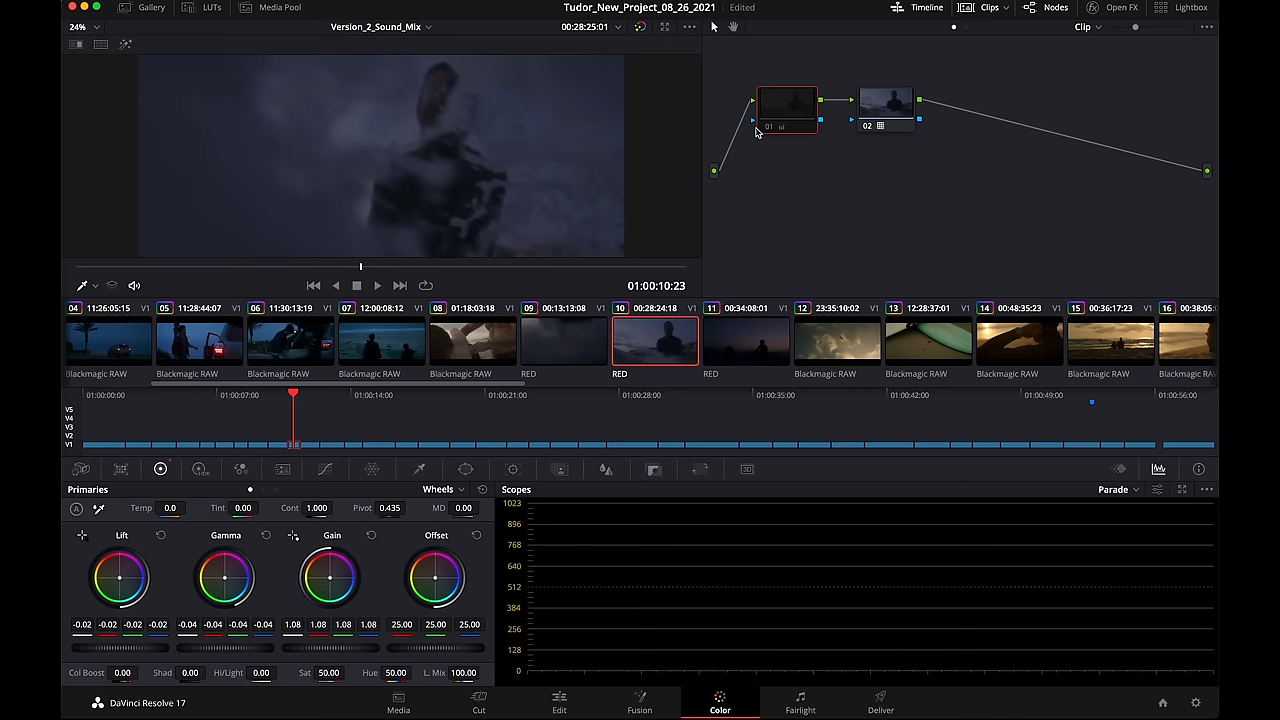 Gallery LUTs Media Pool Tudor_New_Project_08_26_2021 Edited Timeline Clips Nodes Open FX Lightbox
24% Version_2_Sound_Mix 00:28:25:01 Clip
01 02
01:00:10:23
04 11:26:05:15 V1 05 11:28:44:07 V1 06 11:30:13:19 V1 07 12:00:08:12 V1 08 01:18:03:18 V1 09 00:13:13:08 V1 10 00:28:24:18 V1 11 00:34:08:01 V1 12 23:35:10:02 V1 13 12:28:37:01 V1 14 00:48:35:23 V1 15 00:36:17:23 V1 16 00:38:05:
Blackmagic RAW Blackmagic RAW Blackmagic RAW Blackmagic RAW Blackmagic RAW RED RED RED Blackmagic RAW Blackmagic RAW Blackmagic RAW Blackmagic RAW Blackmagic R
01:00:00:00 01:00:07:00 01:00:14:00 01:00:21:00 01:00:28:00 01:00:35:00 01:00:42:00 01:00:49:00 01:00:56:00
V5
V4
V3
V2
V1
3D
Primaries Wheels Scopes Parade
A Temp 0.0 Tint 0.00 Cont 1.000 Pivot 0.435 MD 0.00
Lift Gamma Gain Offset
-0.02 -0.02 -0.02 -0.02 -0.04 -0.04 -0.04 -0.04 1.08 1.08 1.08 1.08 25.00 25.00 25.00
Col Boost 0.00 Shad 0.00 Hi/Light 0.00 Sat 50.00 Hue 50.00 L. Mix 100.00
1023
896
768
640
512
384
256
128
0
DaVinci Resolve 17 Media Cut Edit Fusion Color Fairlight Deliver